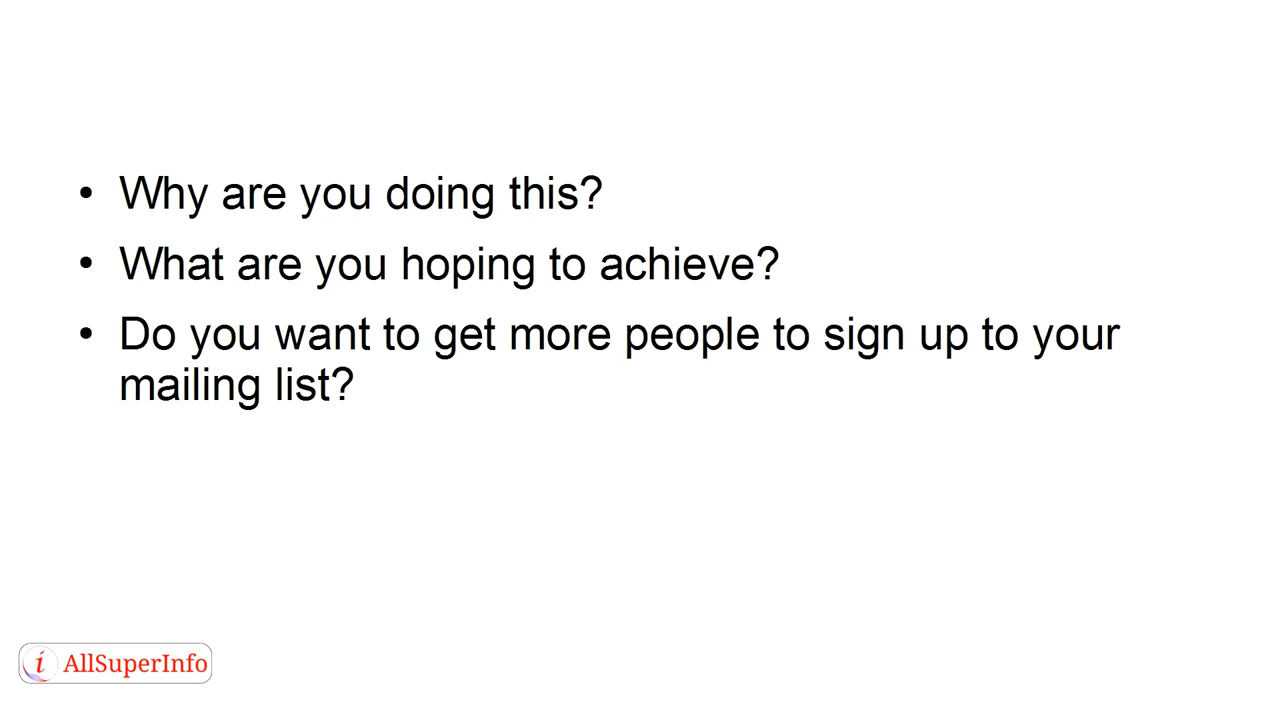 • Why are you doing this?
• What are you hoping to achieve?
• Do you want to get more people to sign up to your
mailing list?
i AllSuperInfo